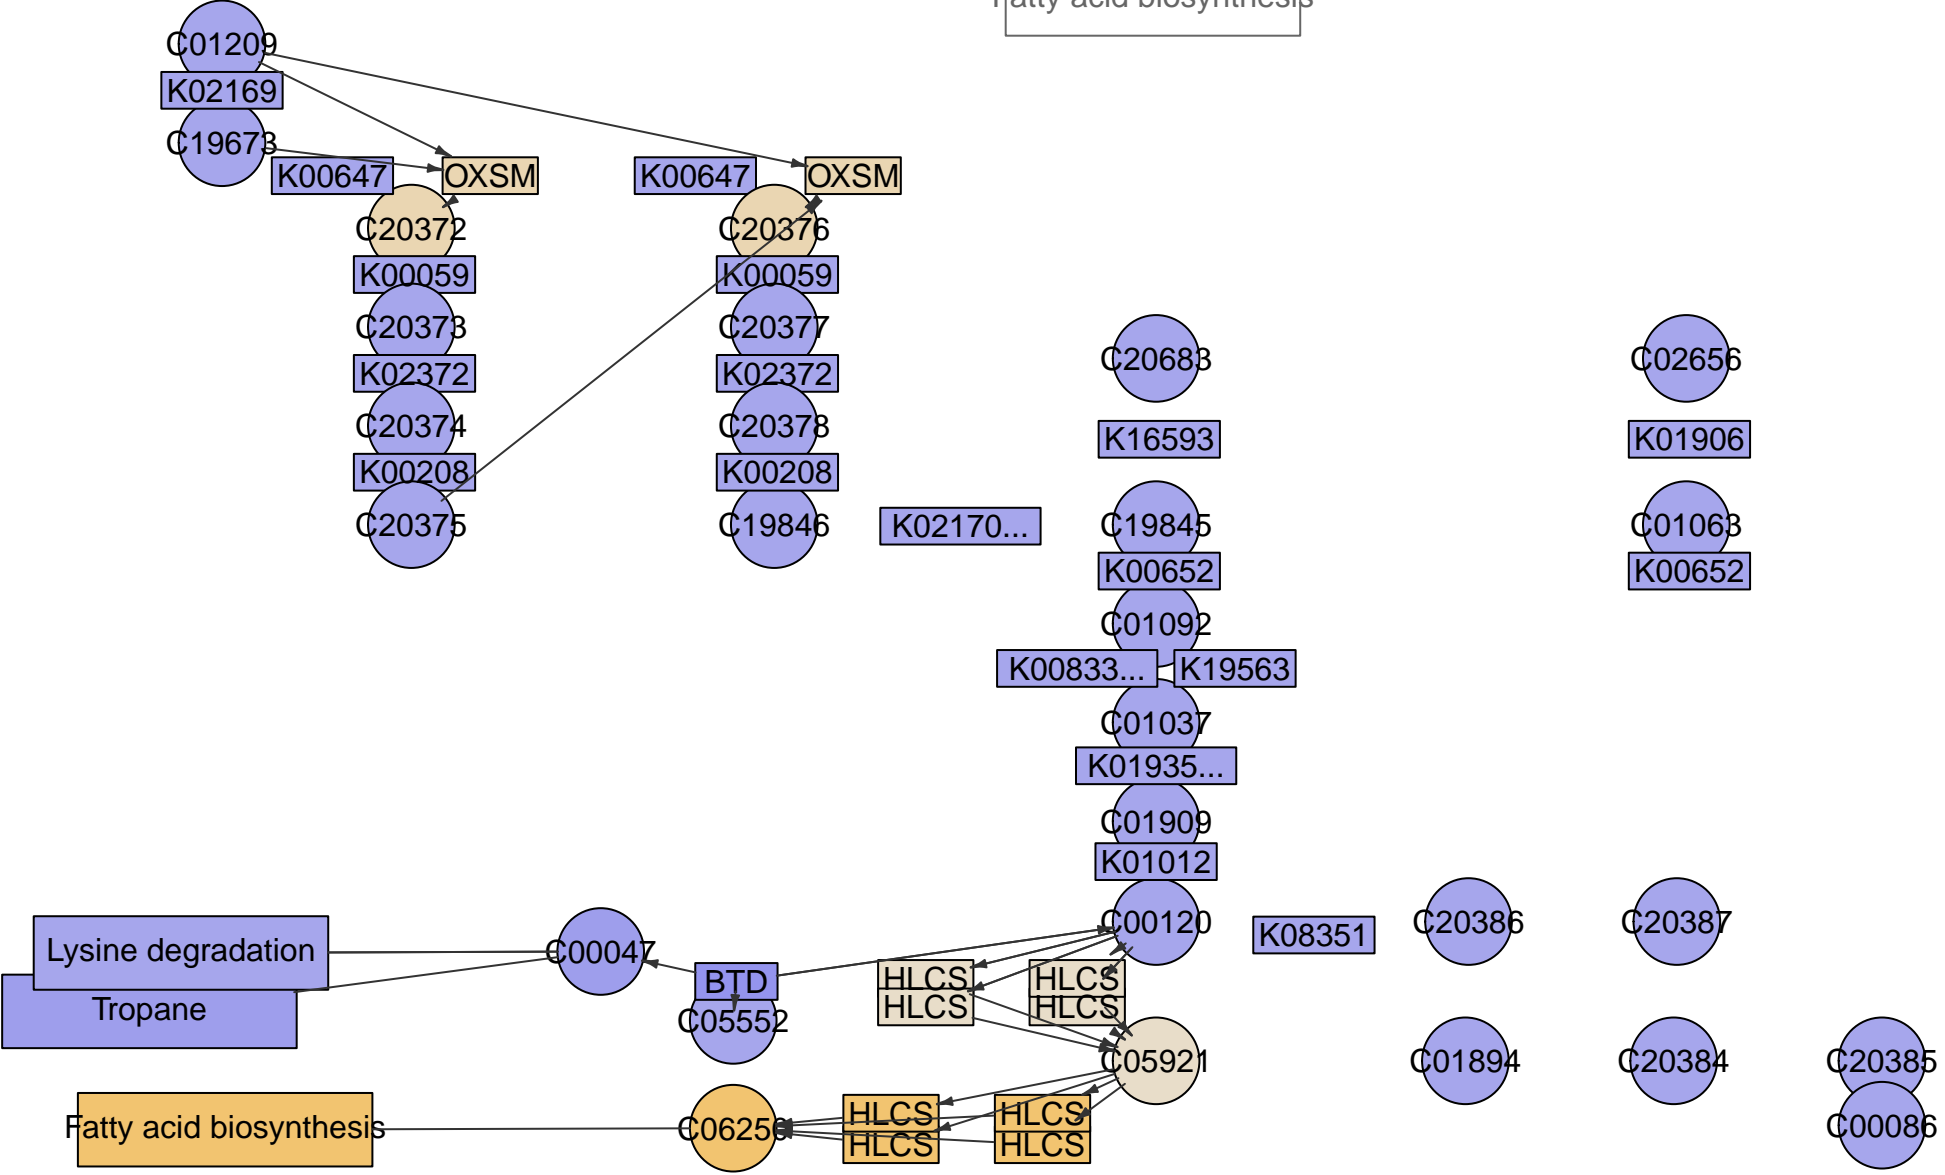 Fatty acid biosynthesis
C01209
K02169
C19673
K00647
OXSM
K00647
OXSM
C20372
C20376
K00059
K00059
C20373
C20377
C20683
C02656
K02372
K02372
C20374
C20378
K16593
K01906
K00208
K00208
C20375
C19846
K02170...
C19845
C01063
K00652
K00652
C01092
K00833...
K19563
C01037
K01935...
C01909
K01012
C00120
K08351
C20386
C20387
Lysine degradation
C00047
BTD
HLCS
HLCS
Tropane
C05552
HLCS
HLCS
C05921
C01894
C20384
C20385
Fatty acid biosynthesis
HLCS
HLCS
C00086
HLCS
HLCS